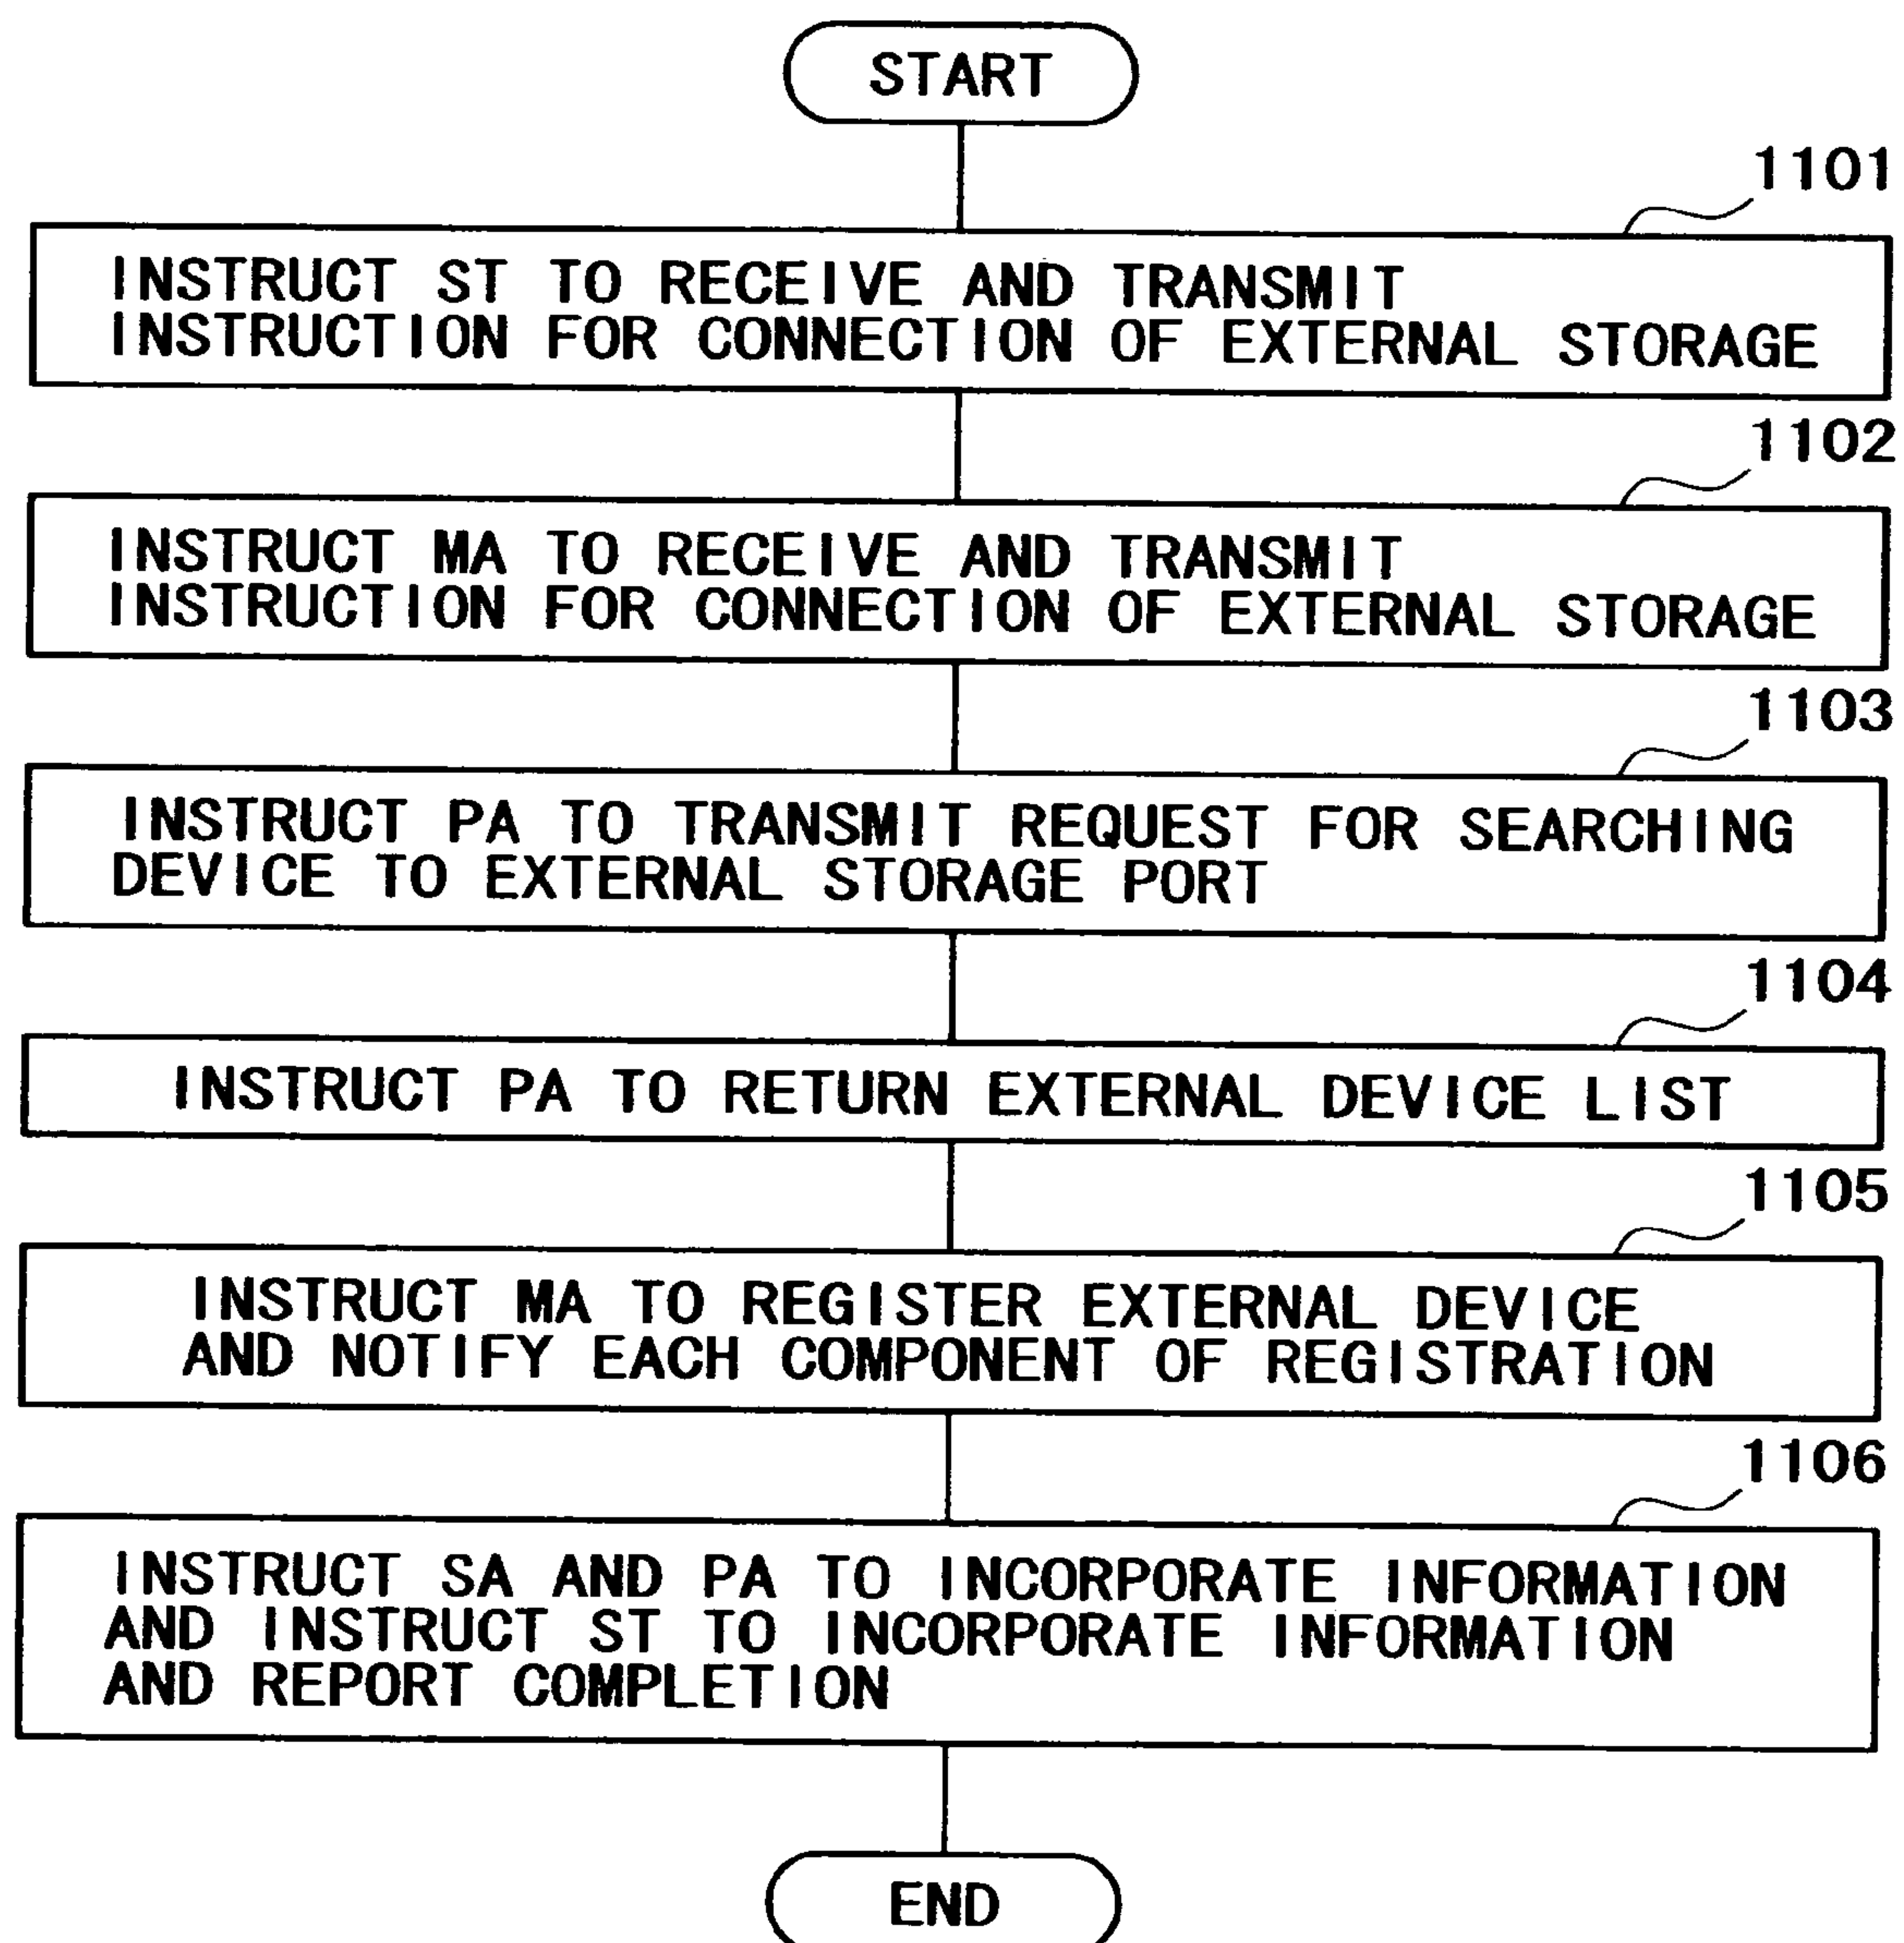 START
1101
INSTRUCT ST TO RECEIVE AND TRANSMIT
INSTRUCTION FOR CONNECTION OF EXTERNAL STORAGE
1102
INSTRUCT MA TO RECEIVE AND TRANSMIT
INSTRUCTION FOR CONNECTION OF EXTERNAL STORAGE
1103
INSTRUCT PA TO TRANSMIT REQUEST FOR SEARCHING
DEVICE TO EXTERNAL STORAGE PORT
1104
INSTRUCT PA TO RETURN EXTERNAL DEVICE LIST
1105
INSTRUCT MA TO REGISTER EXTERNAL DEVICE
AND NOTIFY EACH COMPONENT OF REGISTRATION
1106
INSTRUCT SA AND PA TO INCORPORATE INFORMATION
AND INSTRUCT ST TO INCORPORATE INFORMATION
AND REPORT COMPLETION
END